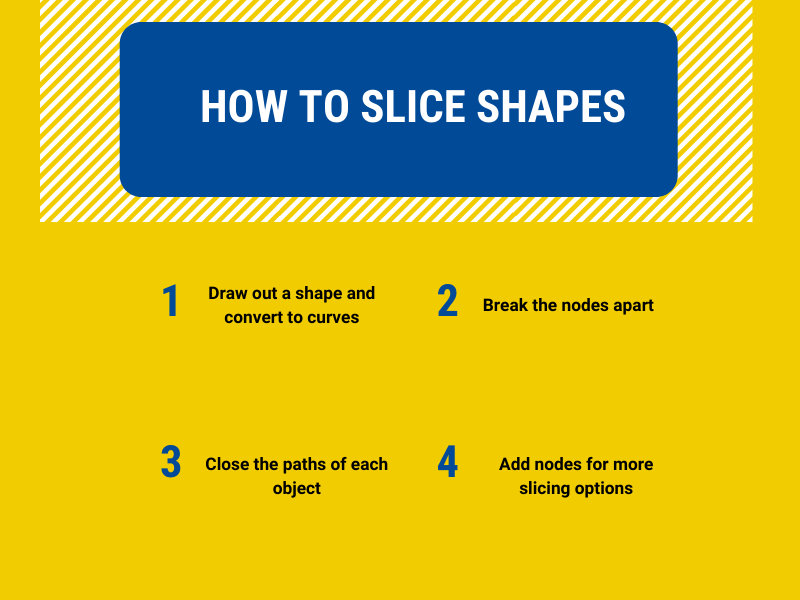 HOW TO SLICE SHAPES
1
Draw out a shape and
convert to curves
2
Break the nodes apart
3
Close the paths of each
object
4
Add nodes for more
slicing options